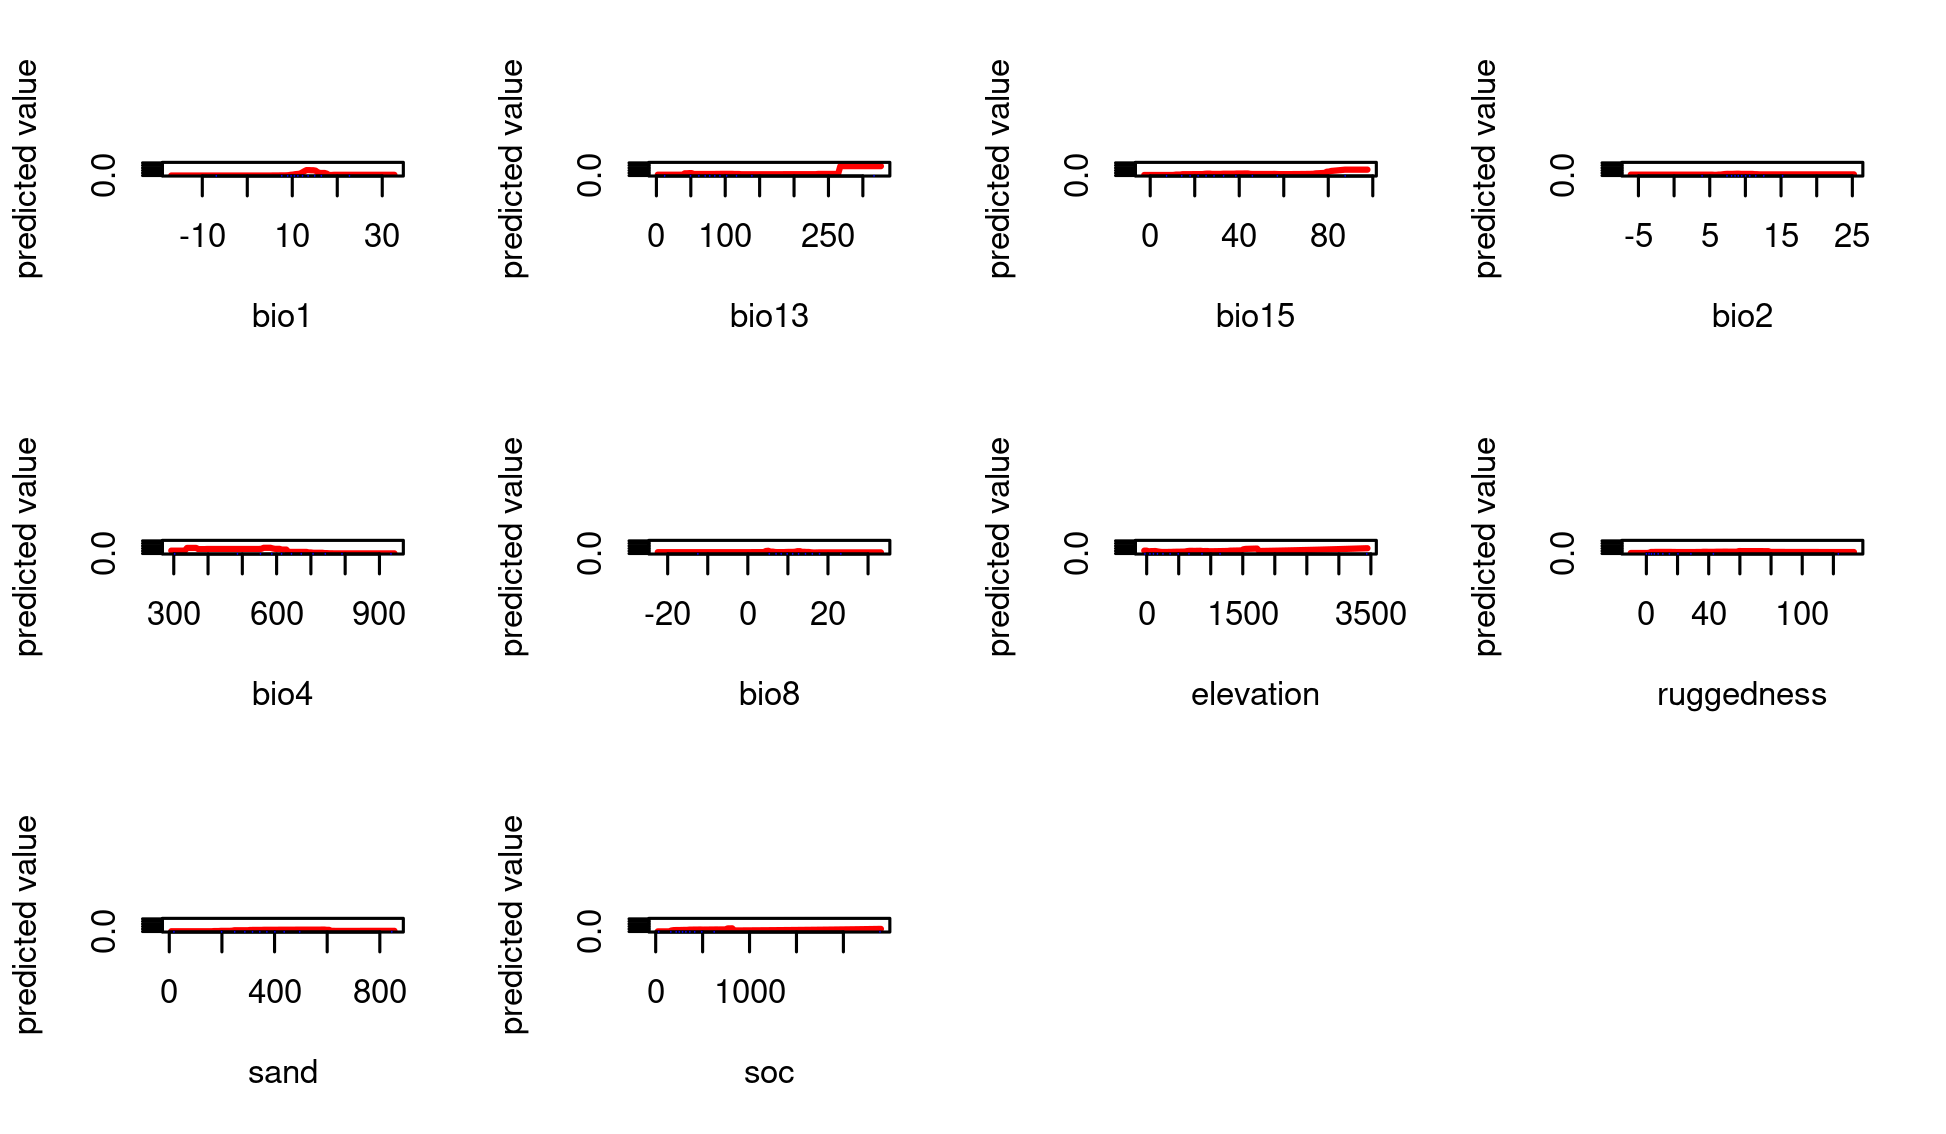 predicted value
0.0
-10 10 30
bio1
predicted value
0.0
0 100 250
bio13
predicted value
0.0
0 40 80
bio15
predicted value
0.0
-5 5 15 25
bio2
predicted value
0.0
300 600 900
bio4
predicted value
0.0
-20 0 20
bio8
predicted value
0.0
0 1500 3500
elevation
predicted value
0.0
0 40 100
ruggedness
predicted value
0.0
0 400 800
sand
predicted value
0.0
0 1000
soc